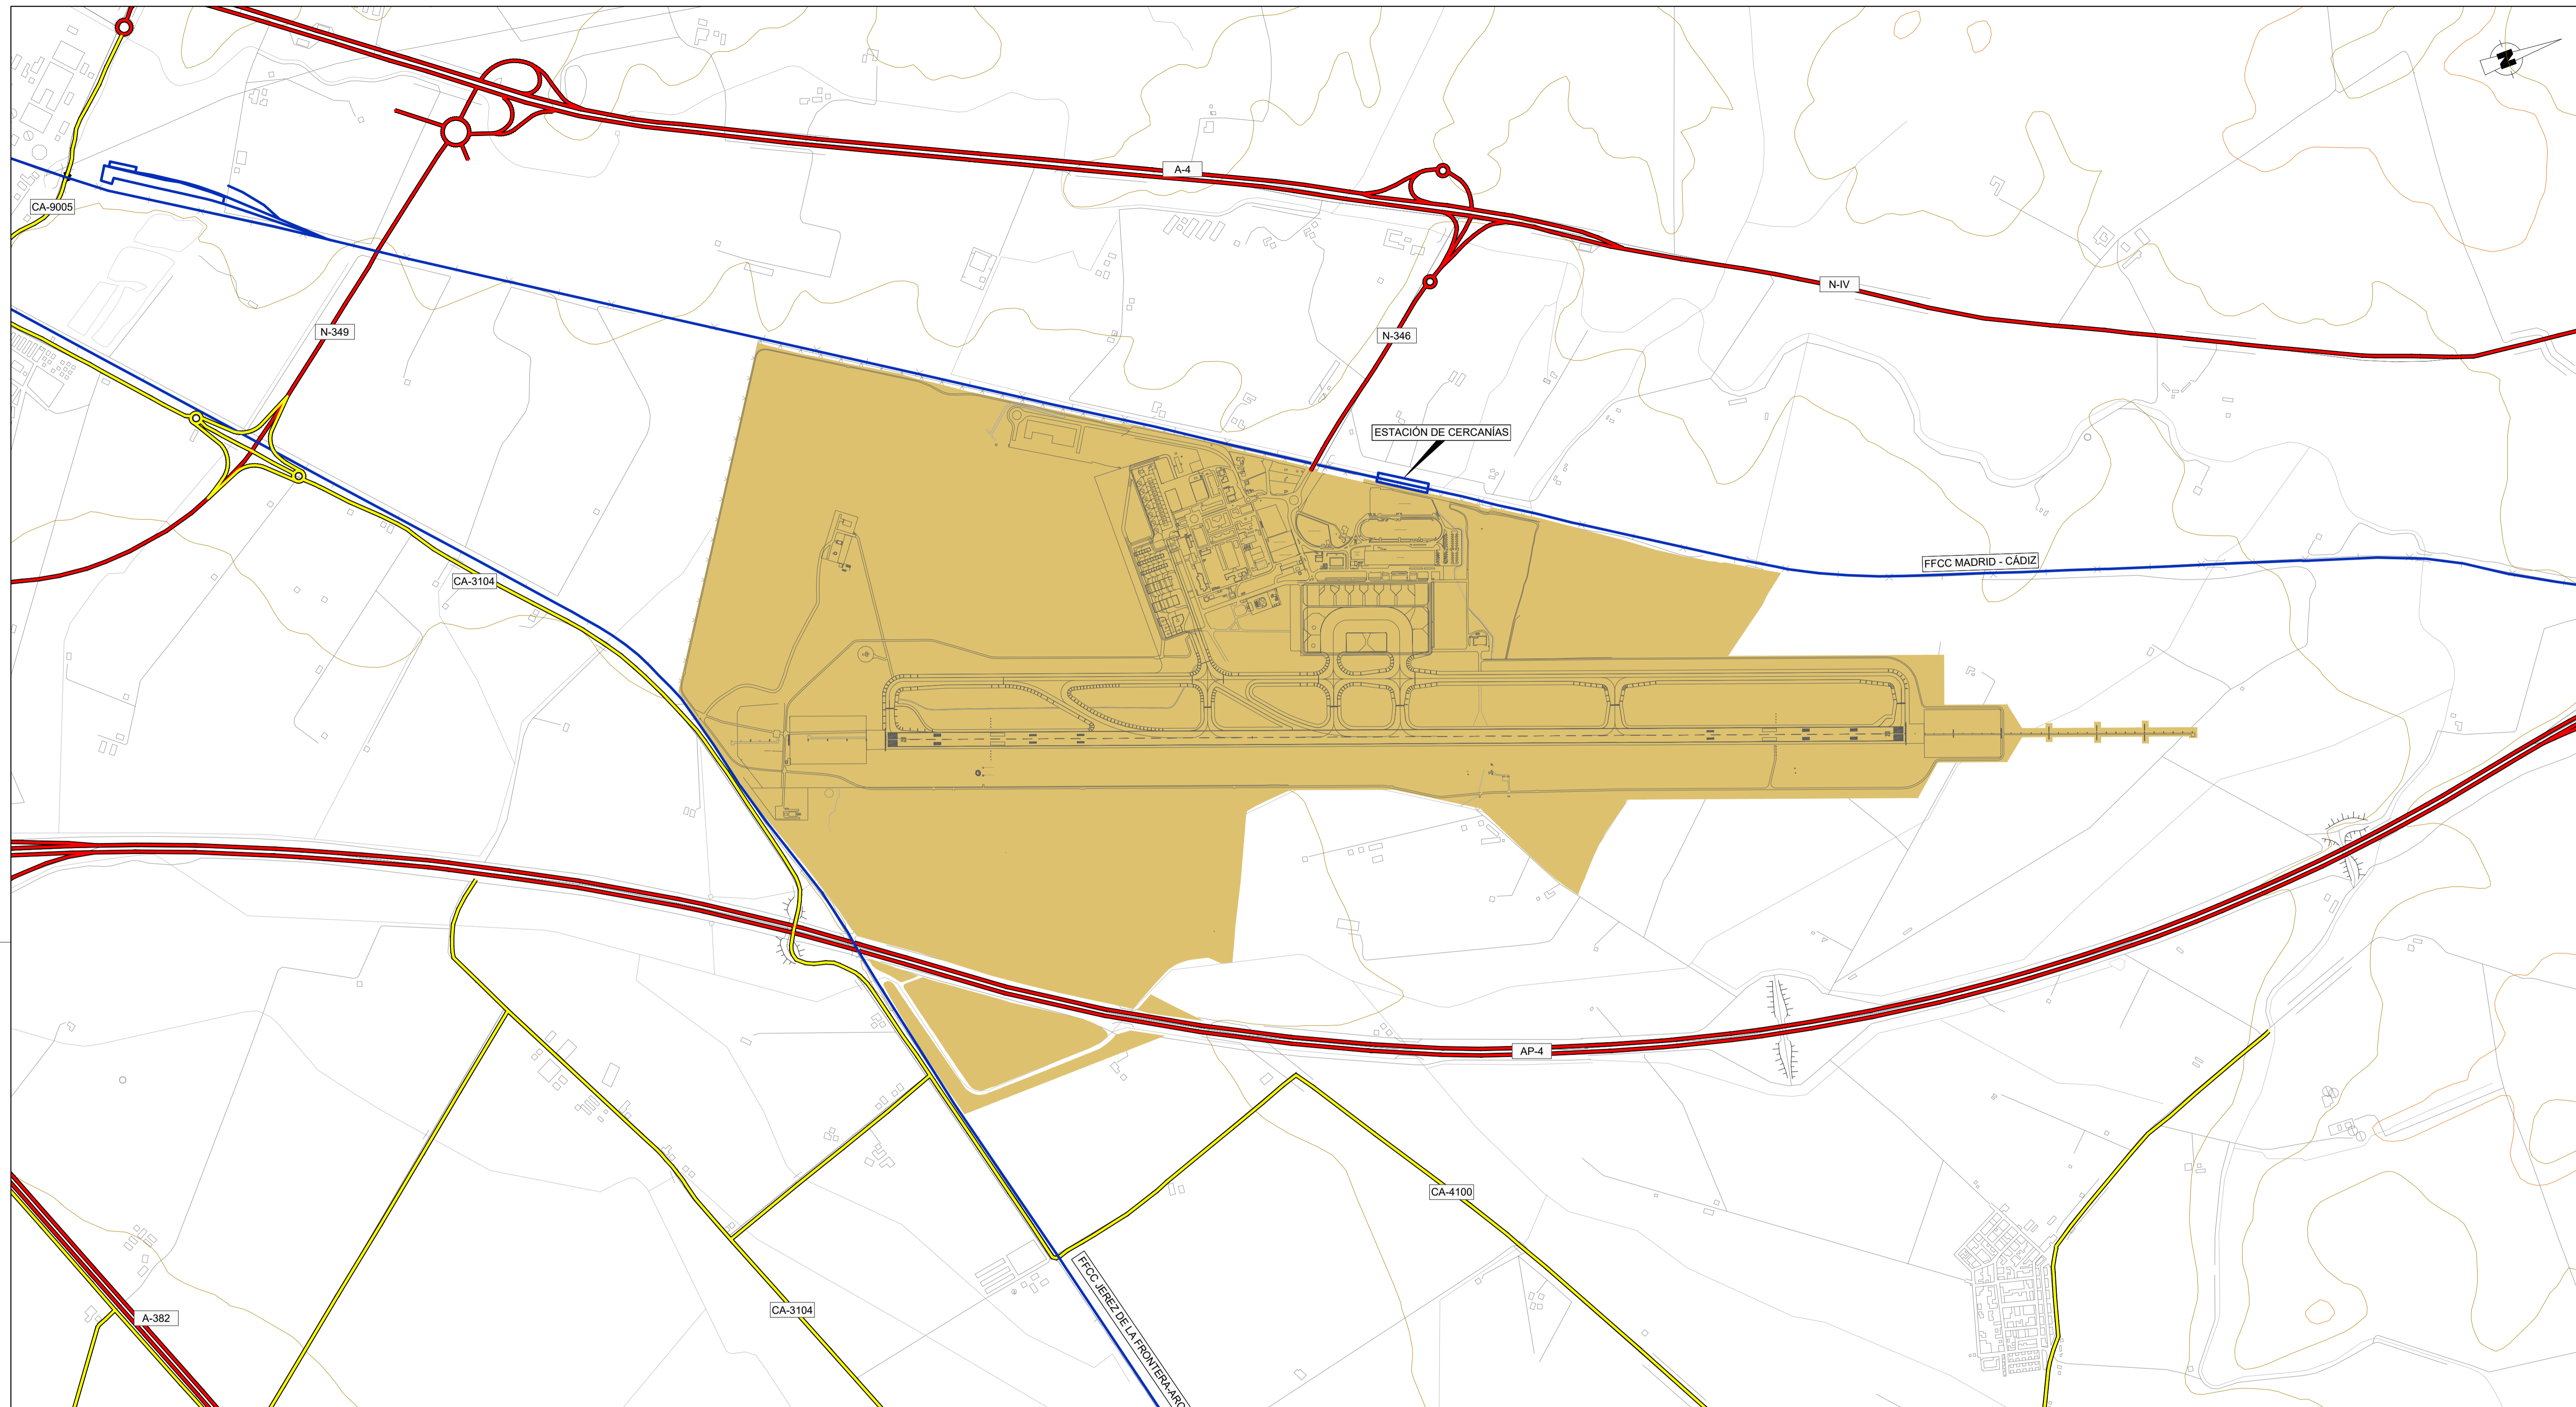 A-4
CA-9005
N-IV
N-349
N-346
ESTACIÓN DE CERCANÍAS
FFCC MADRID - CÁDIZ
CA-3104
AP-4
CA-4100
CA-3104
A-382
FFCC JEREZ DE LA FRONTERA-ARC